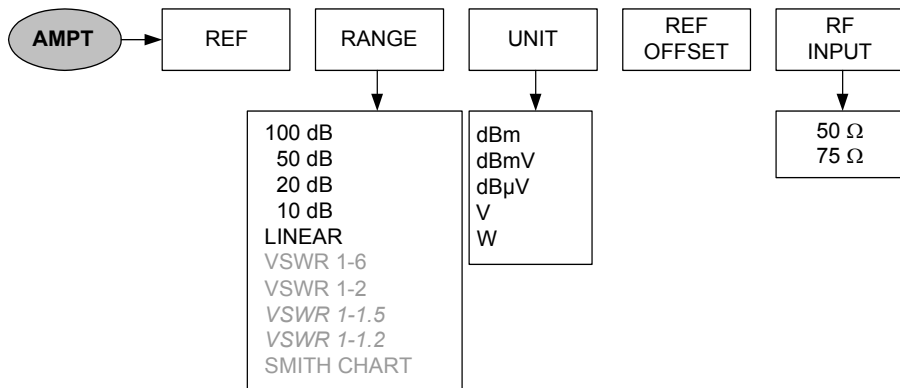 AMPT
REF
RANGE
UNIT
REF
OFFSET
RF
INPUT
100 dB
50 dB
20 dB
10 dB
LINEAR
VSWR 1-6
VSWR 1-2
VSWR 1-1.5
VSWR 1-1.2
SMITH CHART
dBm
dBmV
dBµV
V
W
50 Ω
75 Ω